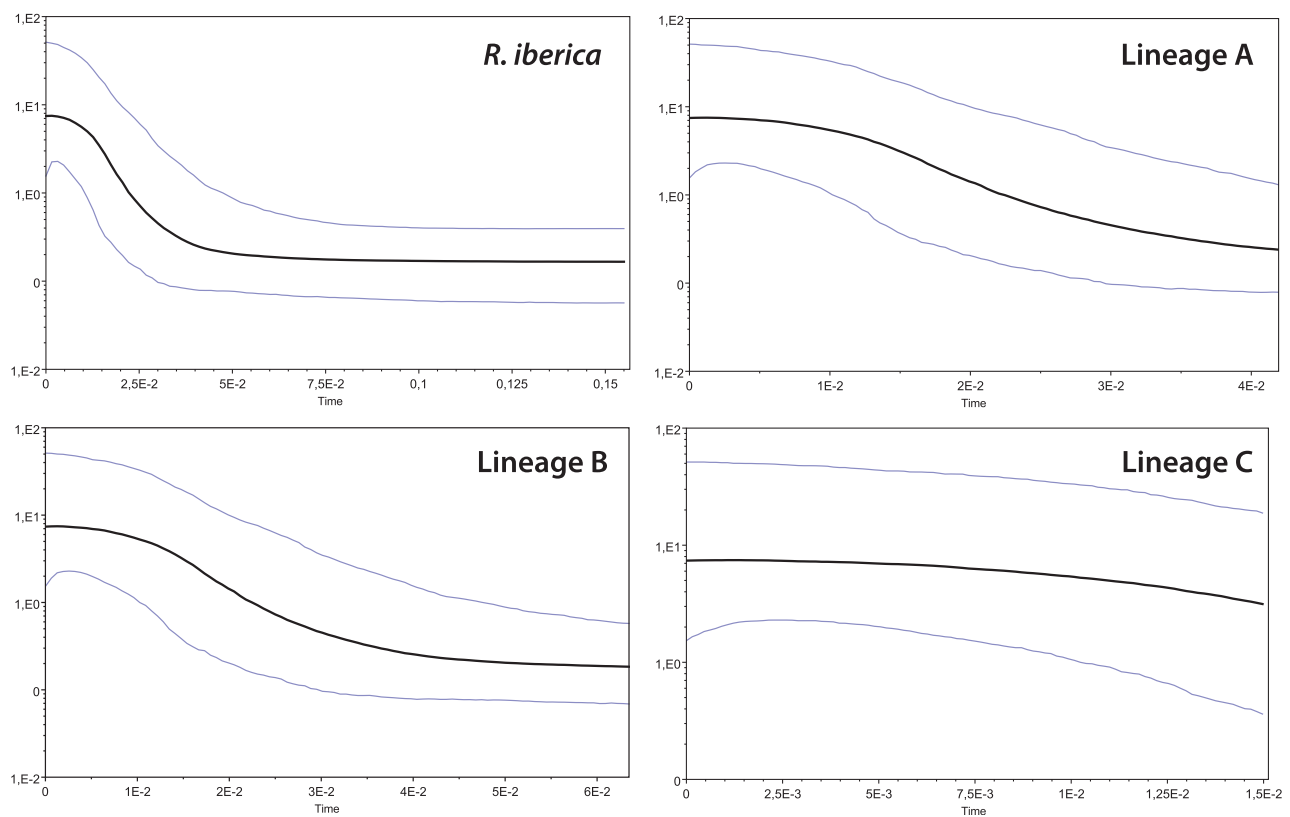 R. iberica
1,E2
1,E1
1,E0
0
1,E-2
0 2,5E-2 5E-2 7,5E-2 0,1 0,125 0,15
Time
Lineage A
1,E2
1,E1
1,E0
0
1,E-2
0 1E-2 2E-2 3E-2 4E-2
Time
Lineage B
1,E2
1,E1
1,E0
0
1,E-2
0 1E-2 2E-2 3E-2 4E-2 5E-2 6E-2
Time
Lineage C
1,E2
1,E1
1,E0
0
0 2,5E-3 5E-3 7,5E-3 1E-2 1,25E-2 1,5E-2
Time